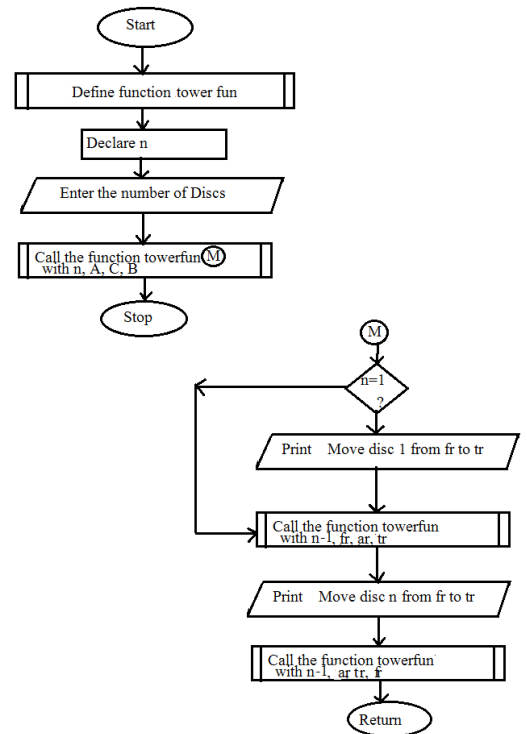 Start
Define function tower fun
Declare n
Enter the number of Discs
Call the function towerfun M
with n, A, C, B
Stop
M
n=1
?
Print Move disc 1 from fr to tr
Call the function towerfun
with n-1, fr, ar, tr
Print Move disc n from fr to tr
Call the function towerfun
with n-1, ar tr, fr
Return